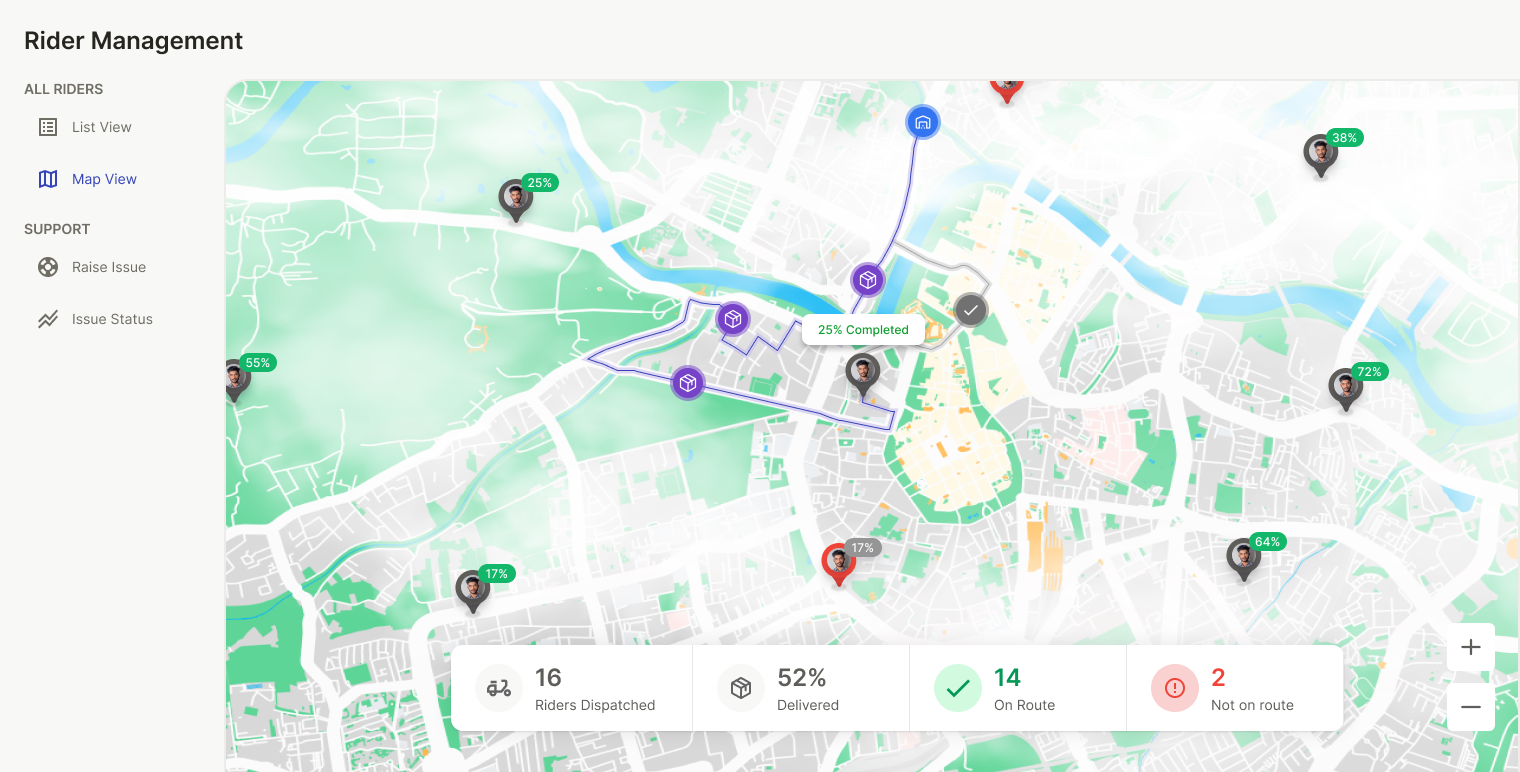 Rider Management
ALL RIDERS
List View
Map View
SUPPORT
Raise Issue
Issue Status
38%
25%
25% Completed
55%
72%
17%
64%
17%
16
Riders Dispatched
52%
Delivered
14
On Route
2
Not on route